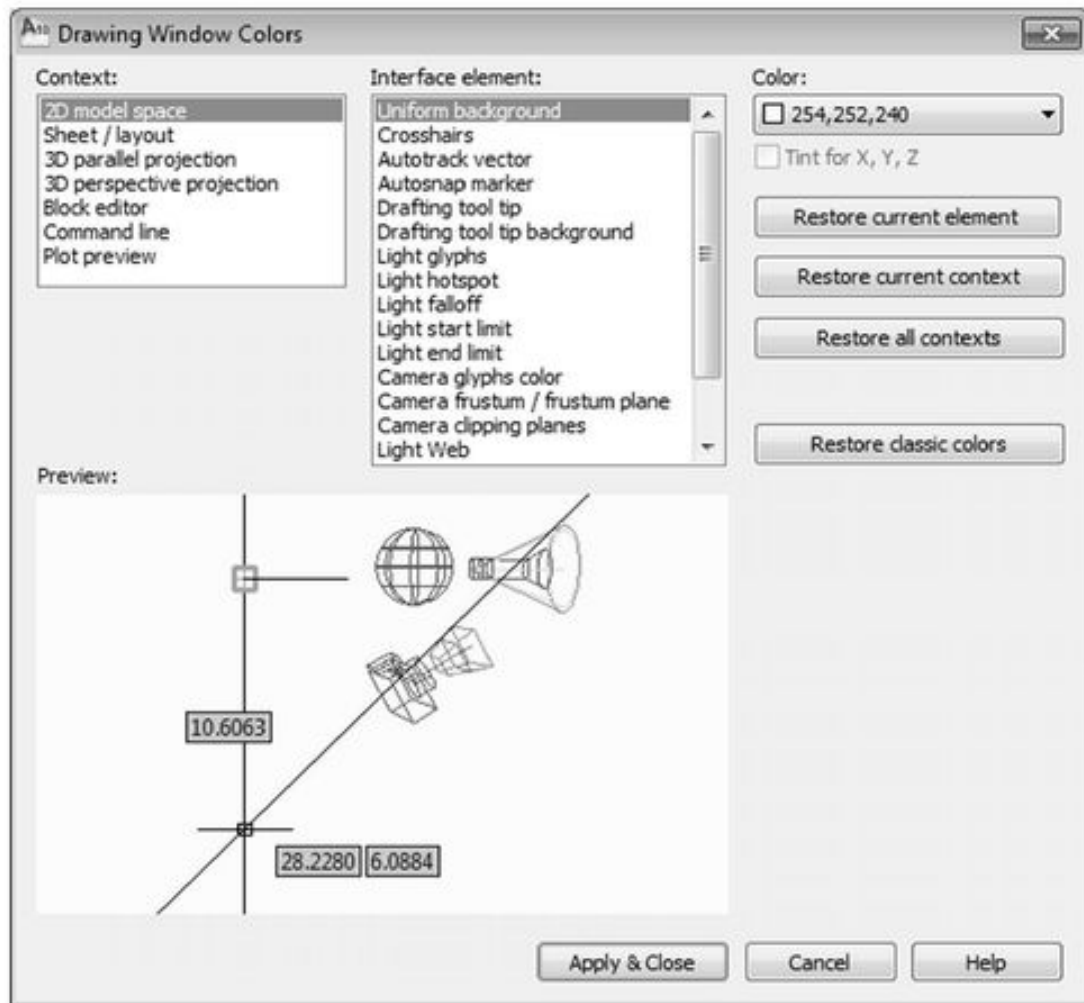 Drawing Window Colors
Context:
2D model space
Sheet / layout
3D parallel projection
3D perspective projection
Block editor
Command line
Plot preview
Interface element:
Uniform background
Crosshairs
Autotrack vector
Autosnap marker
Drafting tool tip
Drafting tool tip background
Light glyphs
Light hotspot
Light falloff
Light start limit
Light end limit
Camera glyphs color
Camera frustum / frustum plane
Camera clipping planes
Light Web
Color:
254,252,240
Tint for X, Y, Z
Restore current element
Restore current context
Restore all contexts
Restore classic colors
Preview:
10.6063
28.2280 6.0884
Apply & Close Cancel Help